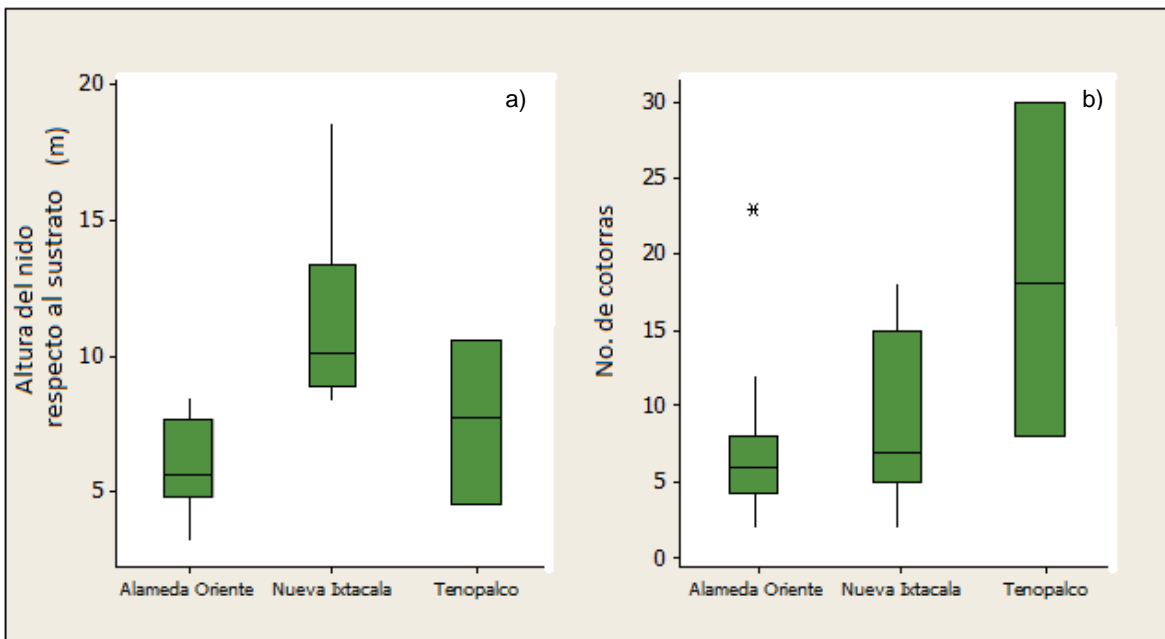 a)
Altura del nido
respecto al sustrato (m)
20
15
10
5
Alameda Oriente Nueva Ixtacala Tenopalco
b)
No. de cotorras
30
25
20
15
10
5
0
Alameda Oriente Nueva Ixtacala Tenopalco